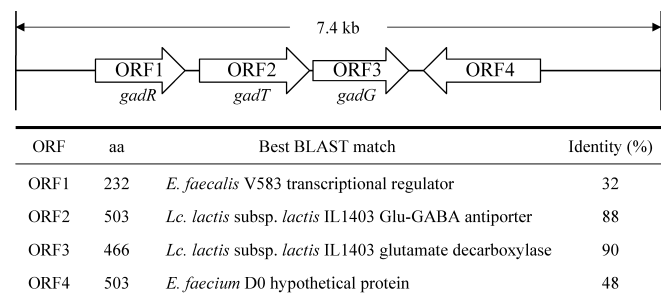 7.4 kb
ORF1 ORF2 ORF3 ORF4
gadR gadT gadG
ORF aa Best BLAST match Identity (%)
ORF1 232 E. faecalis V583 transcriptional regulator 32
ORF2 503 Lc. lactis subsp. lactis IL1403 Glu-GABA antiporter 88
ORF3 466 Lc. lactis subsp. lactis IL1403 glutamate decarboxylase 90
ORF4 503 E. faecium D0 hypothetical protein 48